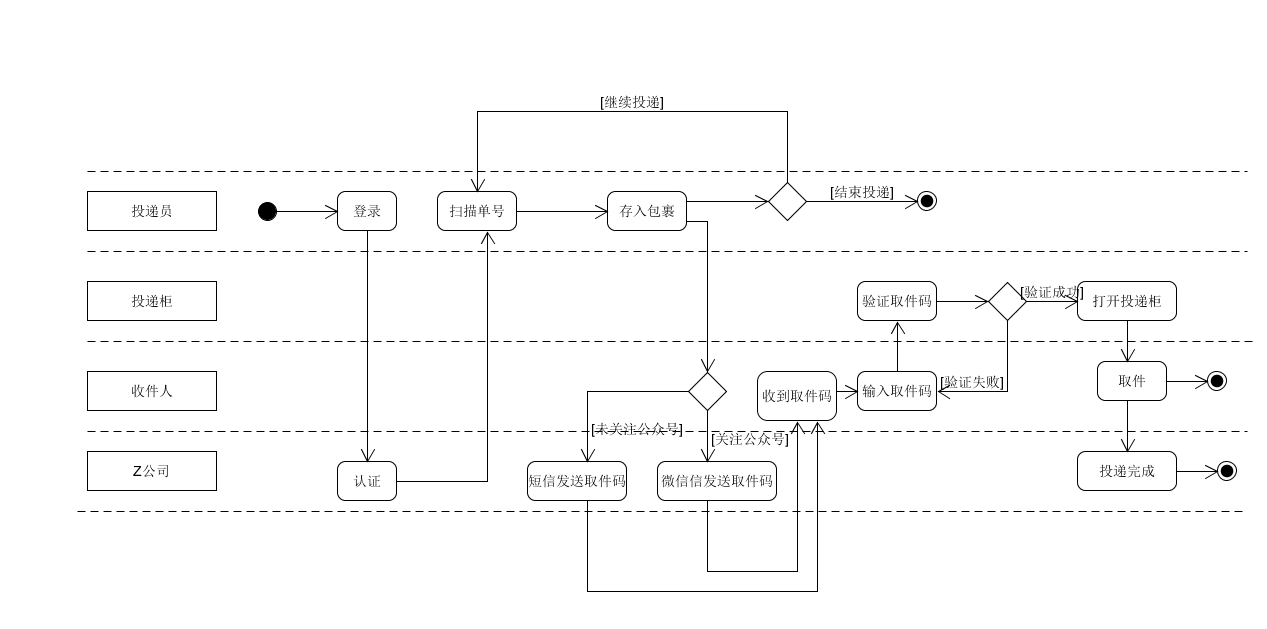 [继续投递]
投递员
登录
扫描单号
存入包裹
[结束投递]
投递柜
验证取件码
[验证成功]
打开投递柜
收件人
收到取件码
输入取件码
[验证失败]
取件
[未关注公众号]
[关注公众号]
Z公司
认证
短信发送取件码
微信信发送取件码
投递完成